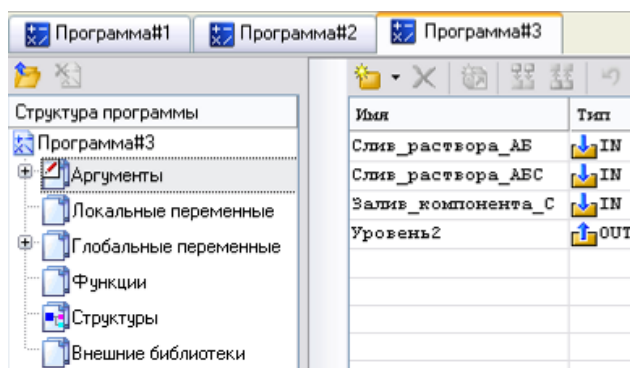 Программа#1 Программа#2 Программа#3
Структура программы
Программа#3
Аргументы
Локальные переменные
Глобальные переменные
Функции
Структуры
Внешние библиотеки
Имя Тип
Слив_раствора_АБ IN
Слив_раствора_АБС IN
Залив_компонента_С IN
Уровень2 OUT